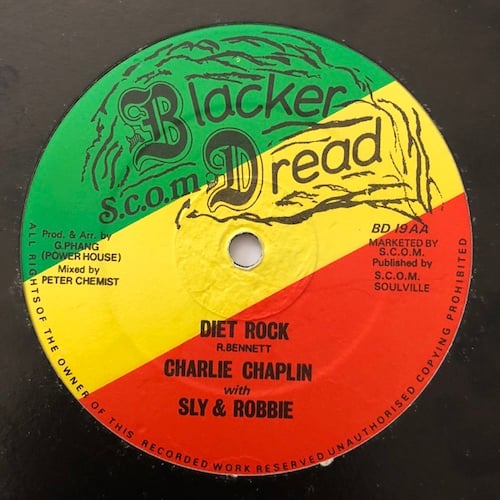 Blacker
S.C.O.M. Dread
Prod. & Arr. by
G.PHANG
(POWER HOUSE)
Mixed by
PETER CHEMIST
BD 19 AA
MARKETED BY
S.C.O.M.
Published by
S.C.O.M.
SOULVILLE
DIET ROCK
R.BENNETT
CHARLIE CHAPLIN
with
SLY & ROBBIE
ALL RIGHTS OF THE OWNER OF THIS RECORDED WORK RESERVED UNAUTHORISED COPYING PROHIBITED